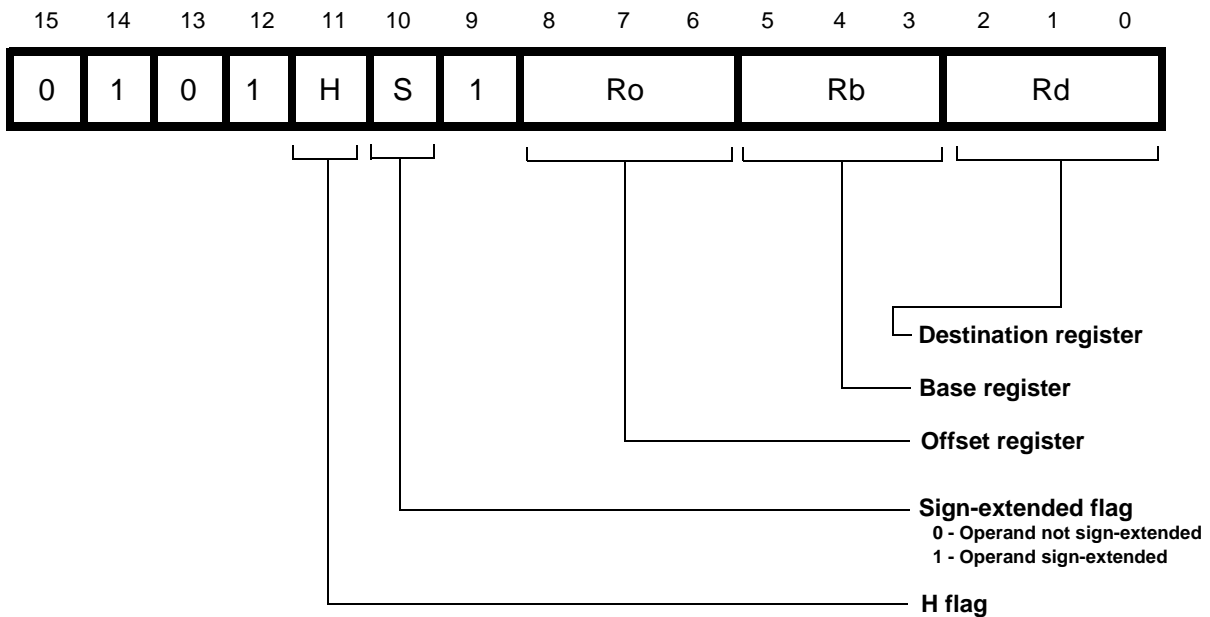 15 14 13 12 11 10 9 8 7 6 5 4 3 2 1 0
0 1 0 1 H S 1 Ro Rb Rd
Destination register
Base register
Offset register
Sign-extended flag
0 - Operand not sign-extended
1 - Operand sign-extended
H flag